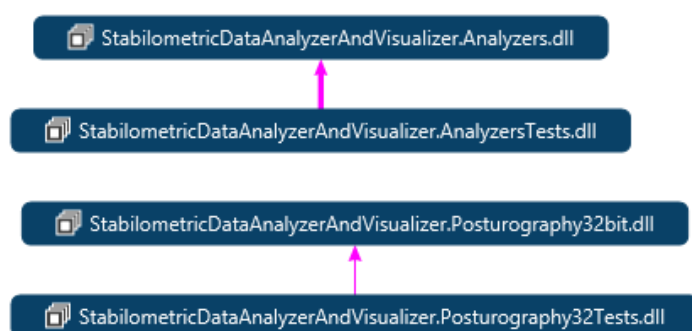 StabilometricDataAnalyzerAndVisualizer.Analyzers.dll
StabilometricDataAnalyzerAndVisualizer.AnalyzersTests.dll
StabilometricDataAnalyzerAndVisualizer.Posturography32bit.dll
StabilometricDataAnalyzerAndVisualizer.Posturography32Tests.dll